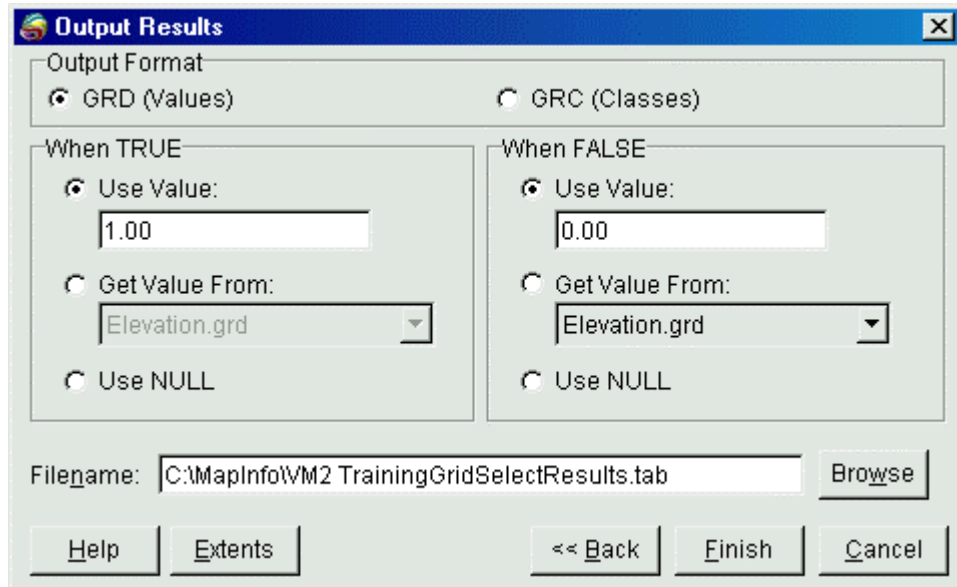 Output Results
Output Format
GRD (Values) GRC (Classes)
When TRUE When FALSE
Use Value: Use Value:
1.00 0.00
Get Value From: Get Value From:
Elevation.grd Elevation.grd
Use NULL Use NULL
Filename: C:\MapInfo\VM2 TrainingGridSelectResults.tab Browse
Help Extents << Back Finish Cancel